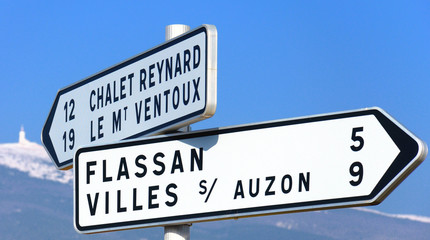 12 CHALET REYNARD
19 LE Mᵀ VENTOUX
FLASSAN 5
VILLES S/ AUZON 9